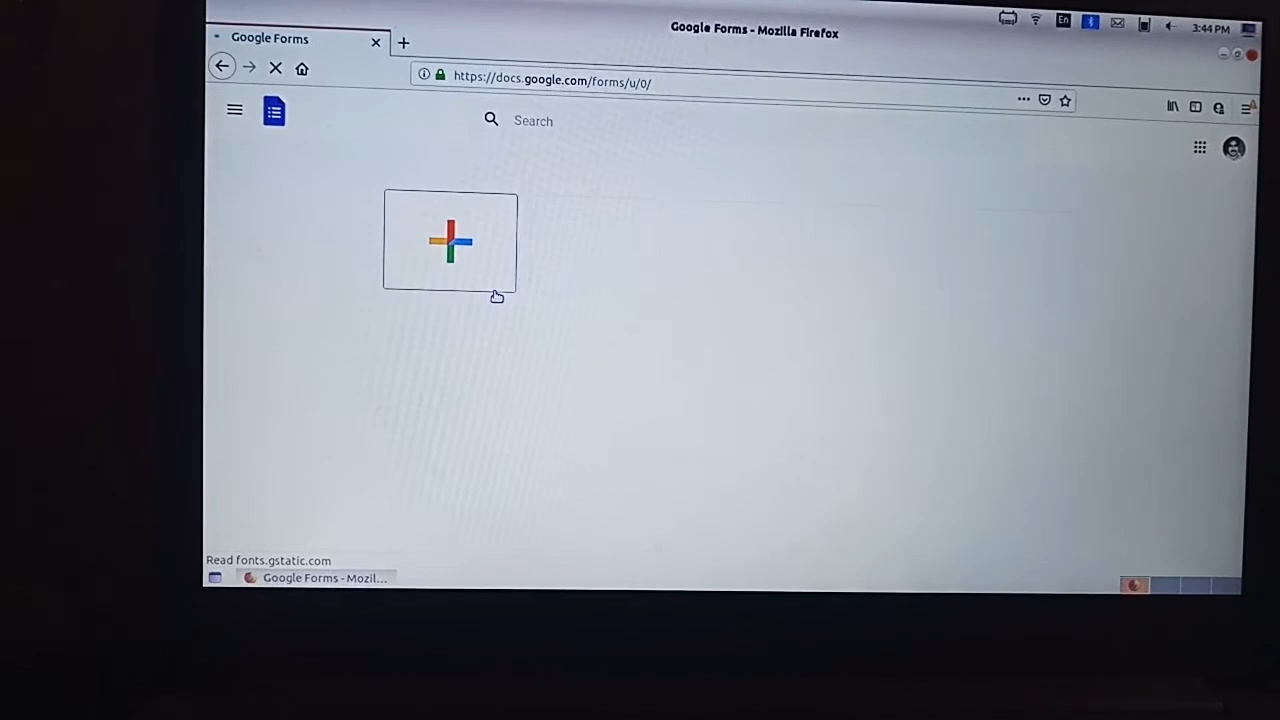 Google Forms - Mozilla Firefox
En
3:44 PM
Google Forms
https://docs.google.com/forms/u/0/
Search
Read fonts.gstatic.com
Google Forms - Mozil...